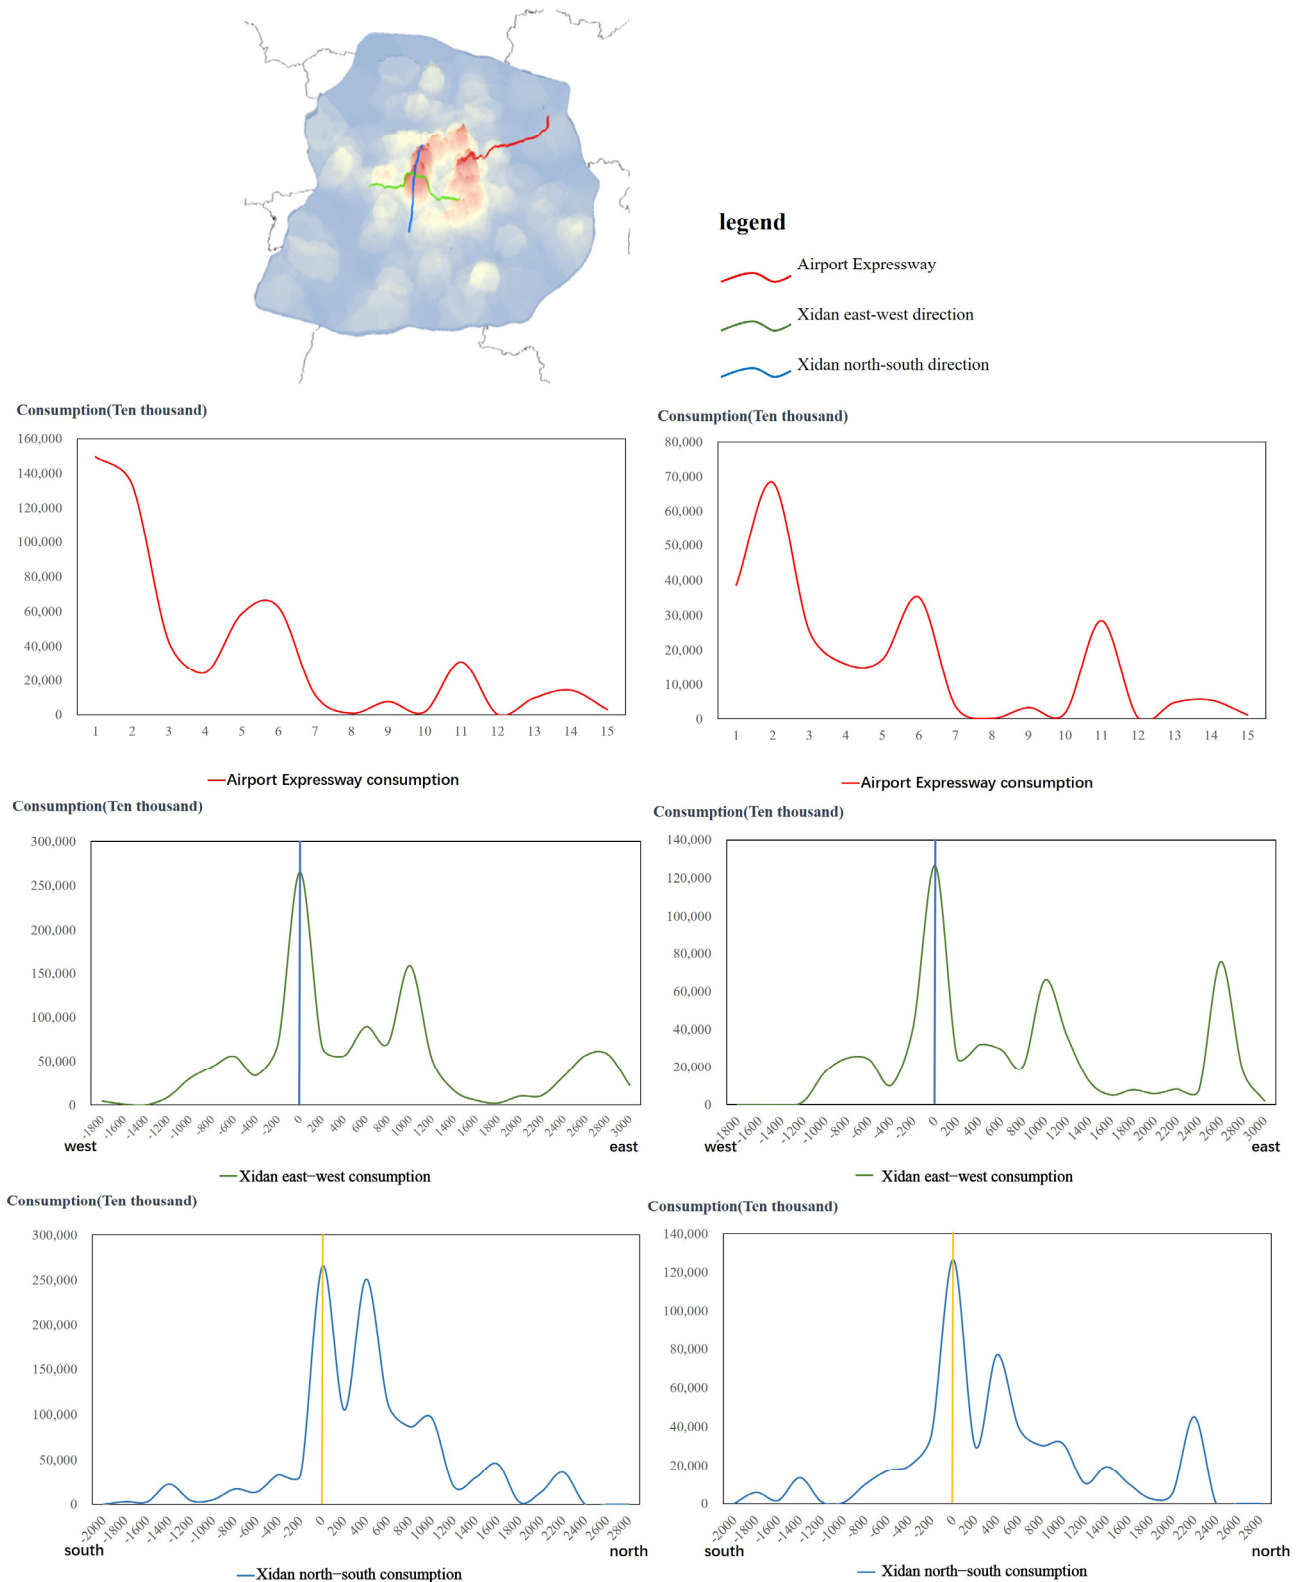 legend
Airport Expressway
Xidan east-west direction
Xidan north-south direction
Consumption(Ten thousand)
160,000
140,000
120,000
100,000
80,000
60,000
40,000
20,000
0
1 2 3 4 5 6 7 8 9 10 11 12 13 14 15
Airport Expressway consumption
Consumption(Ten thousand)
80,000
70,000
60,000
50,000
40,000
30,000
20,000
10,000
0
1 2 3 4 5 6 7 8 9 10 11 12 13 14 15
Airport Expressway consumption
Consumption(Ten thousand)
300,000
250,000
200,000
150,000
100,000
50,000
0
-1800 -1600 -1400 -1200 -1000 -800 -600 -400 -200 0 200 400 600 800 1000 1200 1400 1600 1800 2000 2200 2400 2600 2800 3000
west east
Xidan east-west consumption
Consumption(Ten thousand)
140,000
120,000
100,000
80,000
60,000
40,000
20,000
0
-1800 -1600 -1400 -1200 -1000 -800 -600 -400 -200 0 200 400 600 800 1000 1200 1400 1600 1800 2000 2200 2400 2600 2800 3000
west east
Xidan east-west consumption
Consumption(Ten thousand)
300,000
250,000
200,000
150,000
100,000
50,000
0
-2000 -1800 -1600 -1400 -1200 -1000 -800 -600 -400 -200 0 200 400 600 800 1000 1200 1400 1600 1800 2000 2200 2400 2600 2800
south north
Xidan north-south consumption
Consumption(Ten thousand)
140,000
120,000
100,000
80,000
60,000
40,000
20,000
0
-2000 -1800 -1600 -1400 -1200 -1000 -800 -600 -400 -200 0 200 400 600 800 1000 1200 1400 1600 1800 2000 2200 2400 2600 2800
south north
Xidan north-south consumption